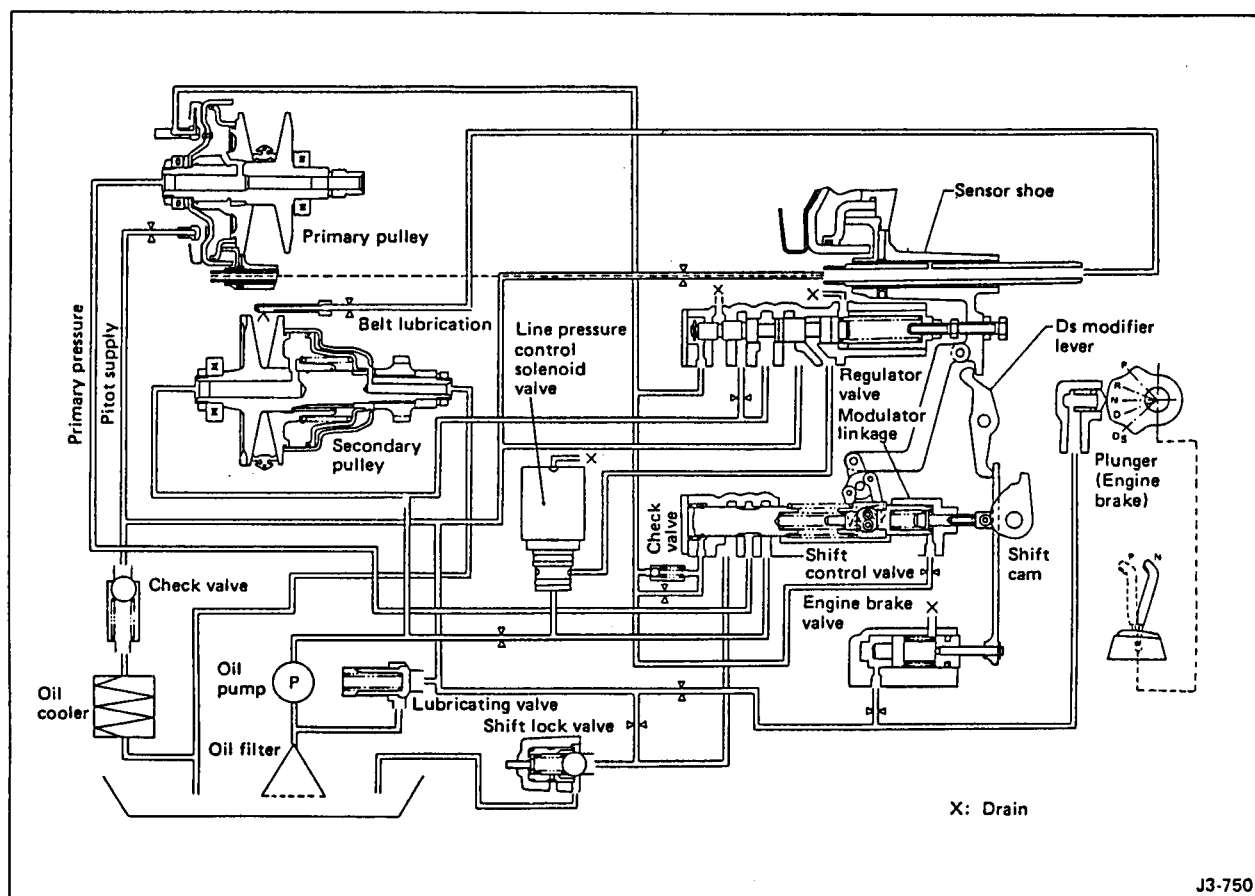 Sensor shoe
Primary pulley
Primary pressure
Pitot supply
Belt lubrication
Line pressure
control
solenoid
valve
Ds modifier
lever
Regulator
valve
Modulator
linkage
P
R
N
D
Ds
Plunger
(Engine
brake)
Secondary
pulley
Check
valve
Shift
control valve
Shift
cam
P N
Check valve
Engine brake
valve
Oil
cooler
Oil
pump
P
Lubricating valve
Oil filter
Shift lock valve
X: Drain
J3-750